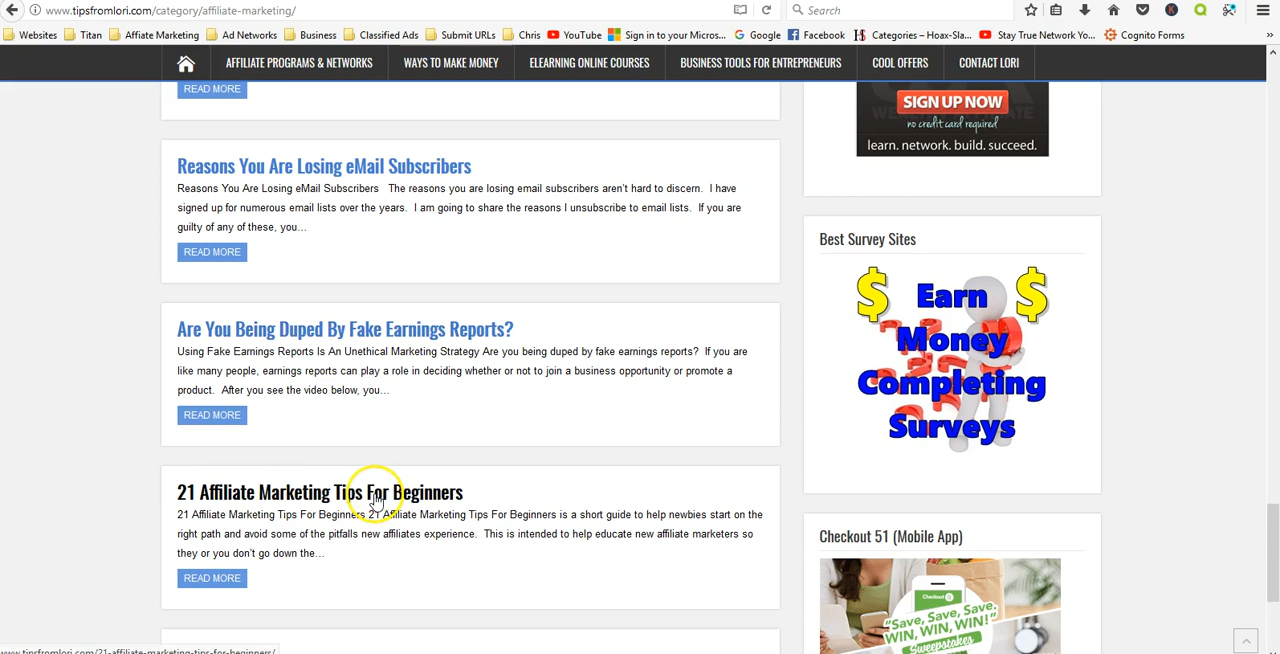 www.tipsfromlori.com/category/affiliate-marketing/
Search
Websites Titan Affiate Marketing Ad Networks Business Classified Ads Submit URLs Chris YouTube Sign in to your Micros... Google Facebook Categories – Hoax-Sla... Stay True Network Yo... Cognito Forms »
AFFILIATE PROGRAMS & NETWORKS WAYS TO MAKE MONEY ELEARNING ONLINE COURSES BUSINESS TOOLS FOR ENTREPRENEURS COOL OFFERS CONTACT LORI
READ MORE
Reasons You Are Losing eMail Subscribers
Reasons You Are Losing eMail Subscribers The reasons you are losing email subscribers aren't hard to discern. I have
signed up for numerous email lists over the years. I am going to share the reasons I unsubscribe to email lists. If you are
guilty of any of these, you...
READ MORE
Are You Being Duped By Fake Earnings Reports?
Using Fake Earnings Reports Is An Unethical Marketing Strategy Are you being duped by fake earnings reports? If you are
like many people, earnings reports can play a role in deciding whether or not to join a business opportunity or promote a
product. After you see the video below, you...
READ MORE
21 Affiliate Marketing Tips For Beginners
21 Affiliate Marketing Tips For Beginners 21 Affiliate Marketing Tips For Beginners is a short guide to help newbies start on the
right path and avoid some of the pitfalls new affiliates experience. This is intended to help educate new affiliate marketers so
they or you don't go down the...
READ MORE
SIGN UP NOW
no credit card required
learn. network. build. succeed.
Best Survey Sites
$ Earn $
Money
Completing
Surveys
Checkout 51 (Mobile App)
Checkout 51
"Save, Save, Save.
WIN, WIN, WIN!"
Sweepstakes
www.tipsfromlori.com/21-affiliate-marketing-tips-for-beginners/